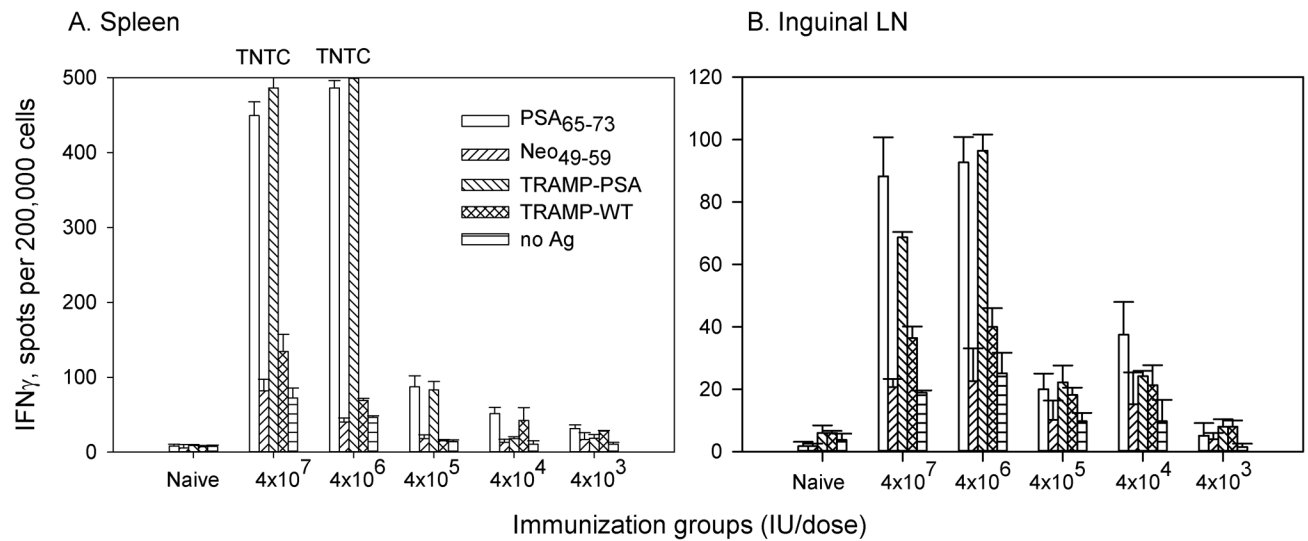 A. Spleen
B. Inguinal LN
TNTC TNTC
500
400
300
200
100
0
PSA65-73
Neo49-59
TRAMP-PSA
TRAMP-WT
no Ag
IFNγ, spots per 200,000 cells
Naive 4x10^7 4x10^6 4x10^5 4x10^4 4x10^3
120
100
80
60
40
20
0
Naive 4x10^7 4x10^6 4x10^5 4x10^4 4x10^3
Immunization groups (IU/dose)